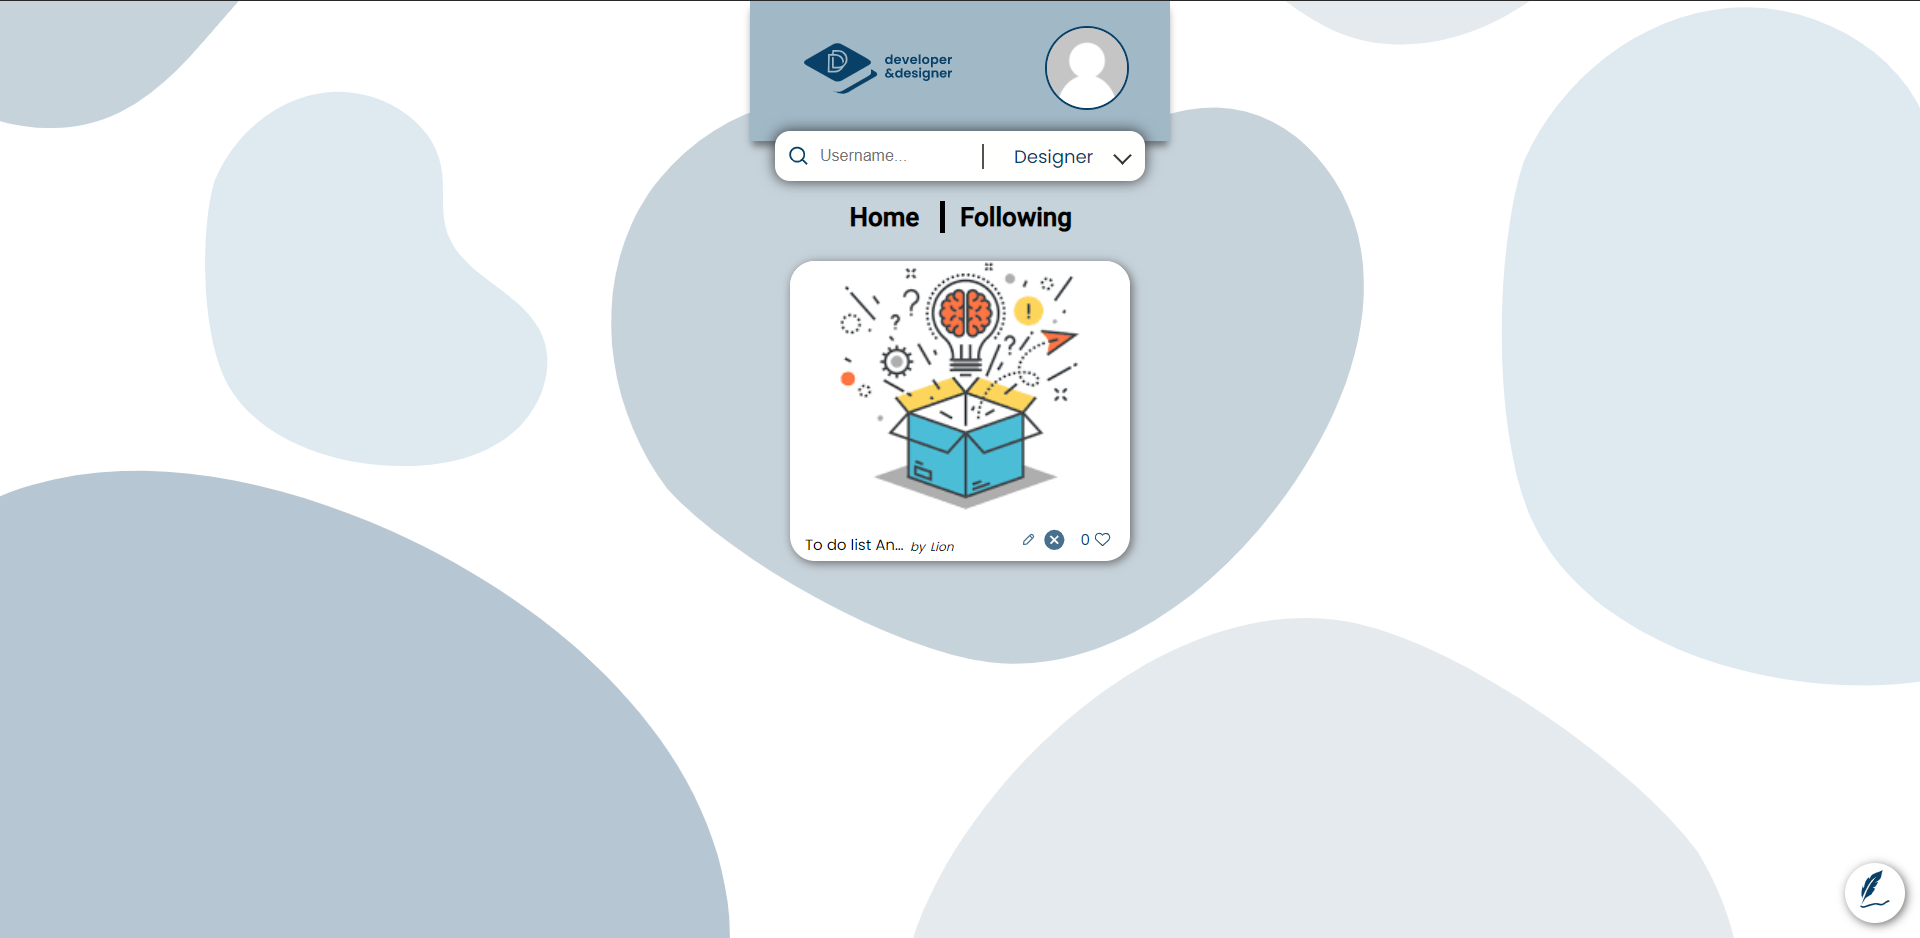 developer
&designer
Username...
Designer
Home
Following
To do list An... by Lion
0